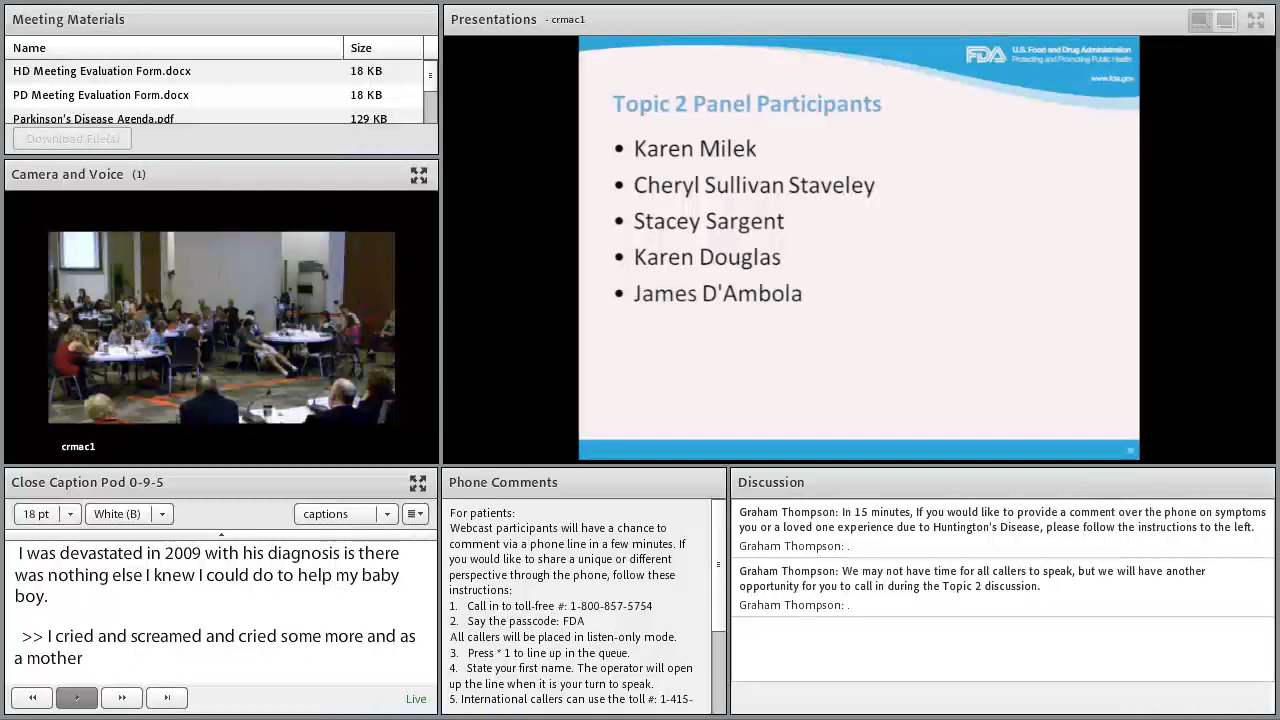 Meeting Materials
Name Size
HD Meeting Evaluation Form.docx 18 KB
PD Meeting Evaluation Form.docx 18 KB
Parkinson's Disease Agenda.pdf 129 KB
Download File(s)
Camera and Voice (1)
crmac1
Presentations - crmac1
FDA U.S. Food and Drug Administration
Protecting and Promoting Public Health
www.fda.gov
Topic 2 Panel Participants
• Karen Milek
• Cheryl Sullivan Staveley
• Stacey Sargent
• Karen Douglas
• James D'Ambola
Close Caption Pod 0-9-5
18 pt White (B) captions
I was devastated in 2009 with his diagnosis is there
was nothing else I knew I could do to help my baby
boy.
>> I cried and screamed and cried some more and as
a mother
Live
Phone Comments
For patients:
Webcast participants will have a chance to
comment via a phone line in a few minutes. If
you would like to share a unique or different
perspective through the phone, follow these
instructions:
1. Call in to toll-free #: 1-800-857-5754
2. Say the passcode: FDA
All callers will be placed in listen-only mode.
3. Press * 1 to line up in the queue.
4. State your first name. The operator will open
up the line when it is your turn to speak.
5. International callers can use the toll #: 1-415-
Discussion
Graham Thompson: In 15 minutes, If you would like to provide a comment over the phone on symptoms
you or a loved one experience due to Huntington's Disease, please follow the instructions to the left.
Graham Thompson: .
Graham Thompson: We may not have time for all callers to speak, but we will have another
opportunity for you to call in during the Topic 2 discussion.
Graham Thompson: .